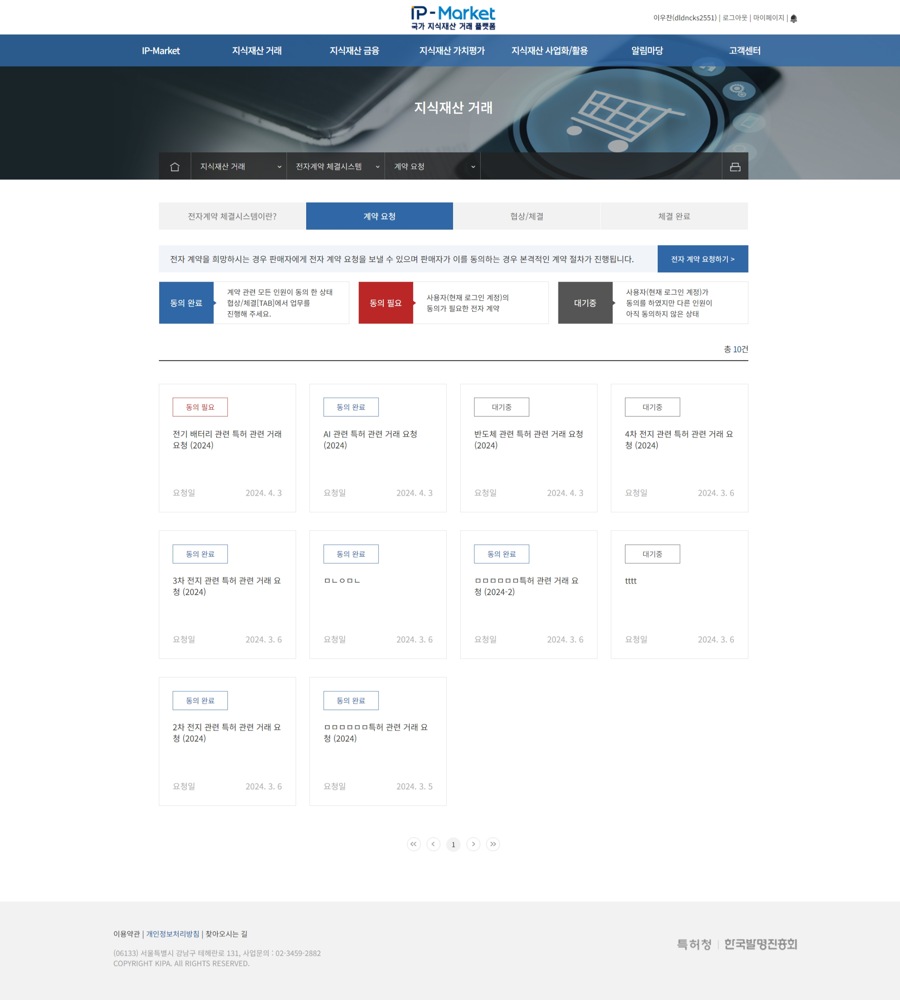 IP-Market
국가 지식재산 거래 플랫폼
이우찬(dldncks2551) | 로그아웃 | 마이페이지 |
IP-Market 지식재산 거래 지식재산 금융 지식재산 가치평가 지식재산 사업화/활용 알림마당 고객센터
지식재산 거래
지식재산 거래 전자계약 체결시스템 계약 요청
전자계약 체결시스템이란? 계약 요청 협상/체결 체결 완료
전자 계약을 희망하시는 경우 판매자에게 전자 계약 요청을 보낼 수 있으며 판매자가 이를 동의하는 경우 본격적인 계약 절차가 진행됩니다.
전자 계약 요청하기 >
동의 완료
계약 관련 모든 인원이 동의 한 상태
협상/체결[TAB]에서 업무를
진행해 주세요.
동의 필요
사용자(현재 로그인 계정)의
동의가 필요한 전자 계약
대기중
사용자(현재 로그인 계정)가
동의를 하였지만 다른 인원이
아직 동의하지 않은 상태
총 10건
동의 필요
전기 배터리 관련 특허 관련 거래
요청 (2024)
요청일 2024. 4. 3
동의 완료
AI 관련 특허 관련 거래 요청
(2024)
요청일 2024. 4. 3
대기중
반도체 관련 특허 관련 거래 요청
(2024)
요청일 2024. 4. 3
대기중
4차 전지 관련 특허 관련 거래 요
청 (2024)
요청일 2024. 3. 6
동의 완료
3차 전지 관련 특허 관련 거래 요
청 (2024)
요청일 2024. 3. 6
동의 완료
ㅁㄴㅇㅁㄴ
요청일 2024. 3. 6
동의 완료
ㅁㅁㅁㅁㅁㅁ특허 관련 거래 요
청 (2024-2)
요청일 2024. 3. 6
대기중
tttt
요청일 2024. 3. 6
동의 완료
2차 전지 관련 특허 관련 거래 요
청 (2024)
요청일 2024. 3. 6
동의 완료
ㅁㅁㅁㅁㅁㅁ특허 관련 거래 요
청 (2024)
요청일 2024. 3. 5
1
이용약관 | 개인정보처리방침 | 찾아오시는 길
(06133) 서울특별시 강남구 테헤란로 131, 사업문의 : 02-3459-2882
COPYRIGHT KIPA. All RIGHTS RESERVED.
특허청 | 한국발명진흥회